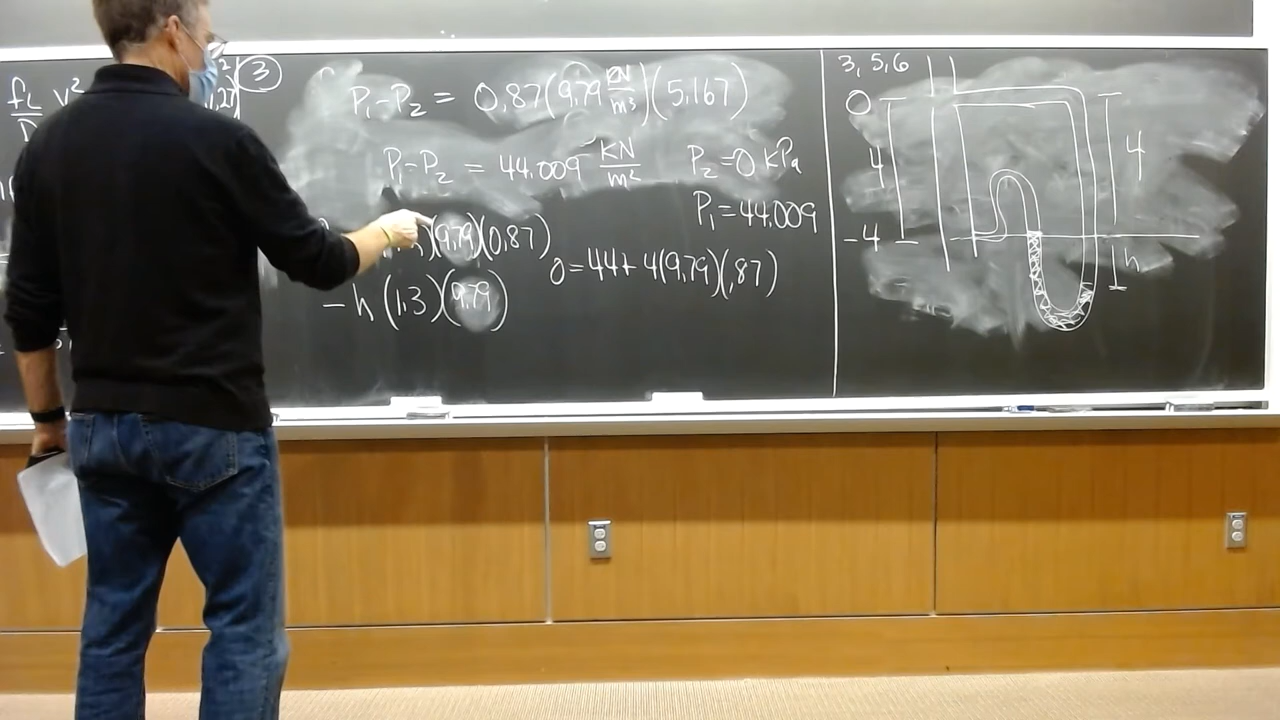 fL V²
D
3
P₁-P₂ = 0,87(9,79 KN/m³)(5,167)
P₁-P₂ = 44.009 KN/m² P₂=0 kPa
P₁=44.009
)(9,79)(0,87)
0=44+ 4(9,79)(,87)
-h(1,3)(9,79)
3, 5, 6
0
4
4
-4
h